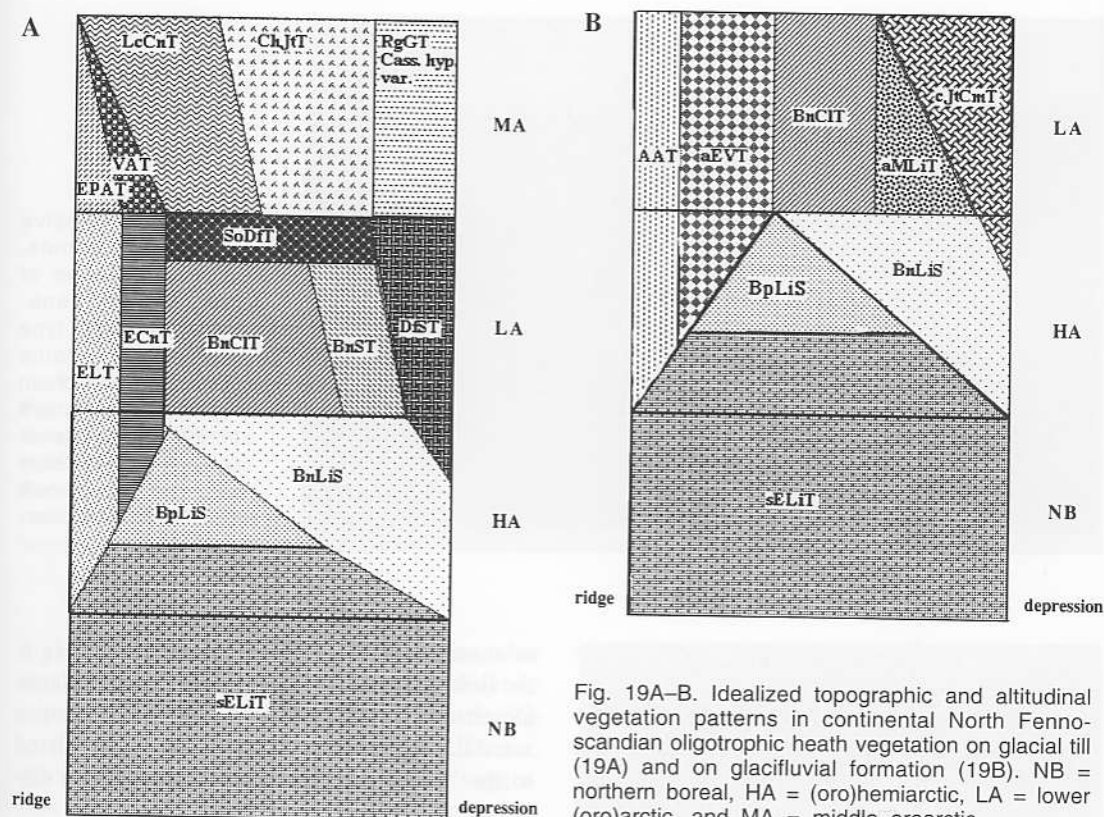 A
LcCnT
ChJtT
RgGT
Cass. hyp.
var.
MA
VAT
EPAT
SoDfT
ECnT
BnClT
BnST
DfST
LA
ELT
BnLiS
BpLiS
HA
sELiT
NB
ridge
depression
B
BnClT
cJtCmT
LA
AAT
aEVT
aMLiT
BnLiS
BpLiS
HA
sELiT
NB
ridge
depression
Fig. 19A–B. Idealized topographic and altitudinal
vegetation patterns in continental North Fenno-
scandian oligotrophic heath vegetation on glacial till
(19A) and on glacifluvial formation (19B). NB =
northern boreal, HA = (oro)hemiarctic, LA = lower
(oro)arctic, and MA = middle oroarctic.